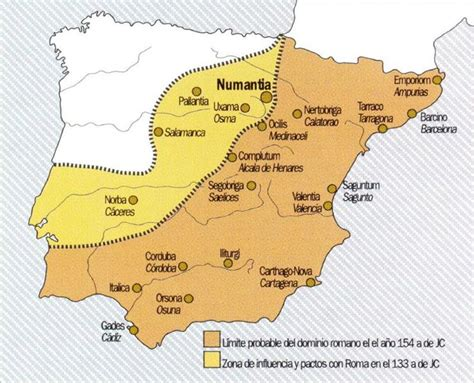 Emporiom
Ampurias
Numantia
Pallantia
Uxama
Osma
Nertobriga
Calatorao
Tarraco
Tarragona
Barcino
Barcelona
Ocilis
Medinaceli
Salamanca
Complutum
Alcala de Henares
Segobriga
Saelices
Saguntum
Sagunto
Norba
Cáceres
Valentia
Valencia
Corduba
Córdoba
Iliturgi
Carthago-Nova
Cartagena
Italica
Orsona
Osuna
Gades
Cádiz
Límite probable del dominio romano el el año 154 a de JC
Zona de influencia y pactos con Roma en el 133 a de JC